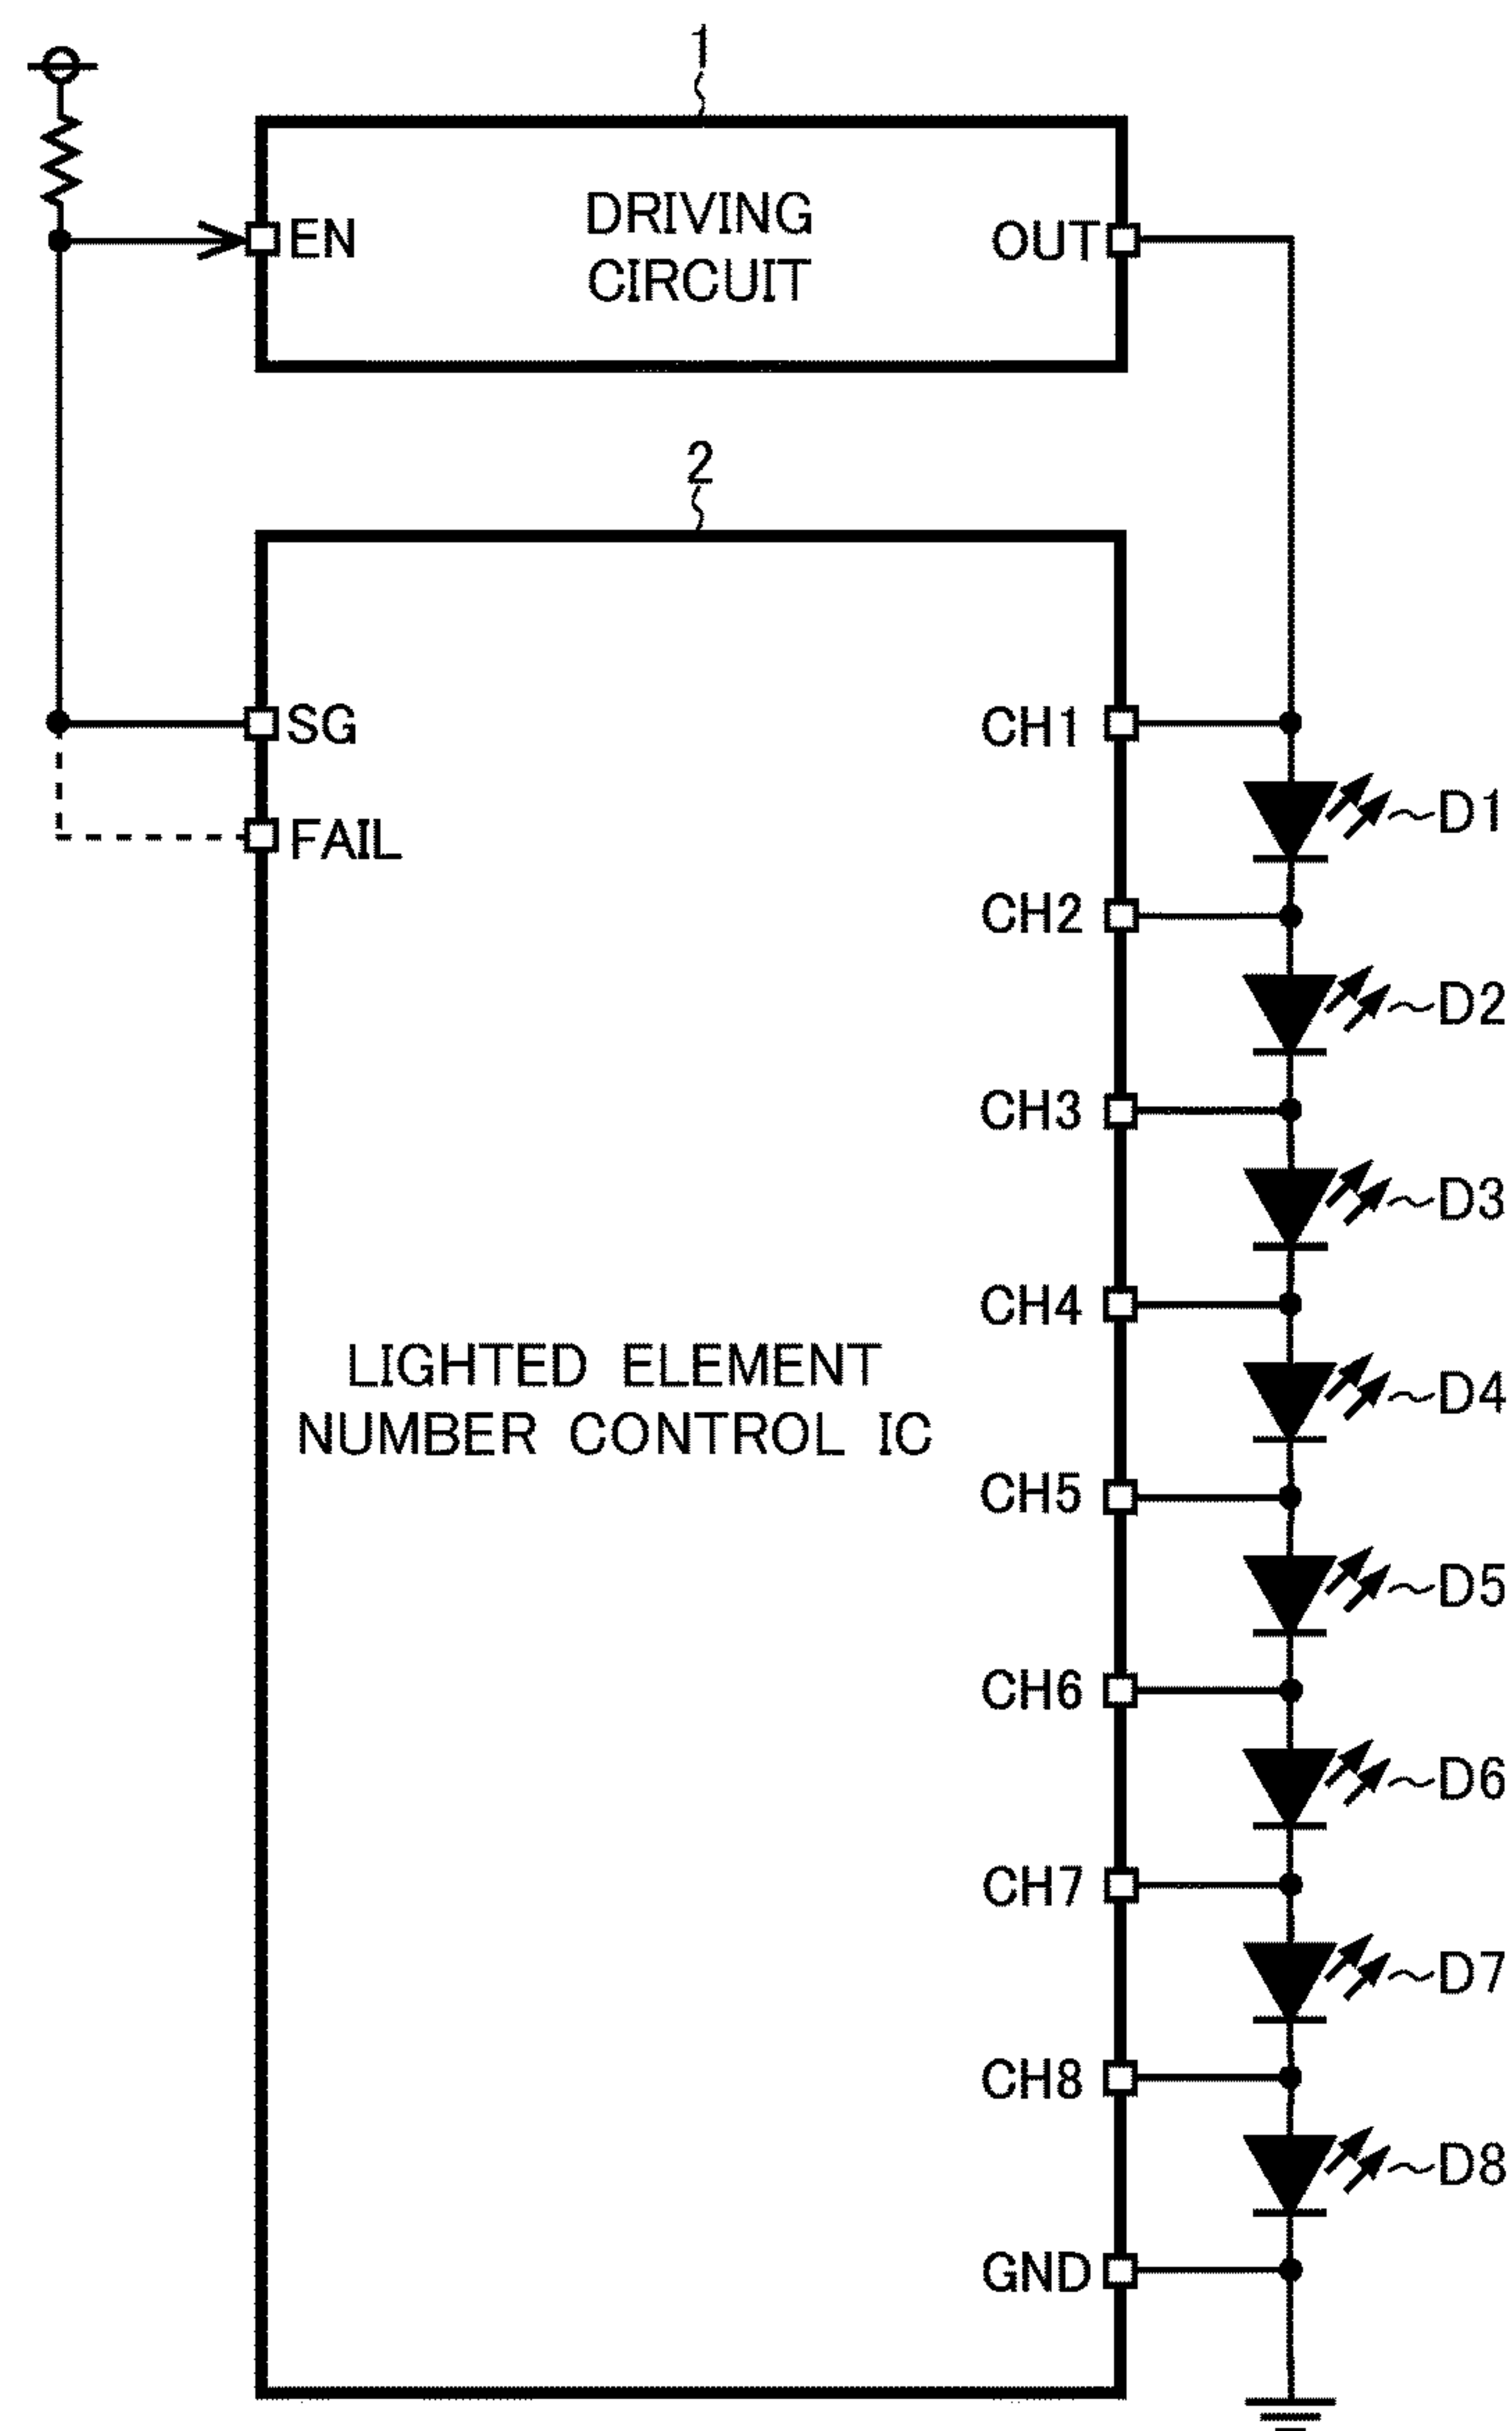 1
EN
DRIVING
CIRCUIT
OUT
2
SG
FAIL
CH1
D1
CH2
D2
CH3
D3
CH4
LIGHTED ELEMENT
NUMBER CONTROL IC
D4
CH5
D5
CH6
D6
CH7
D7
CH8
D8
GND